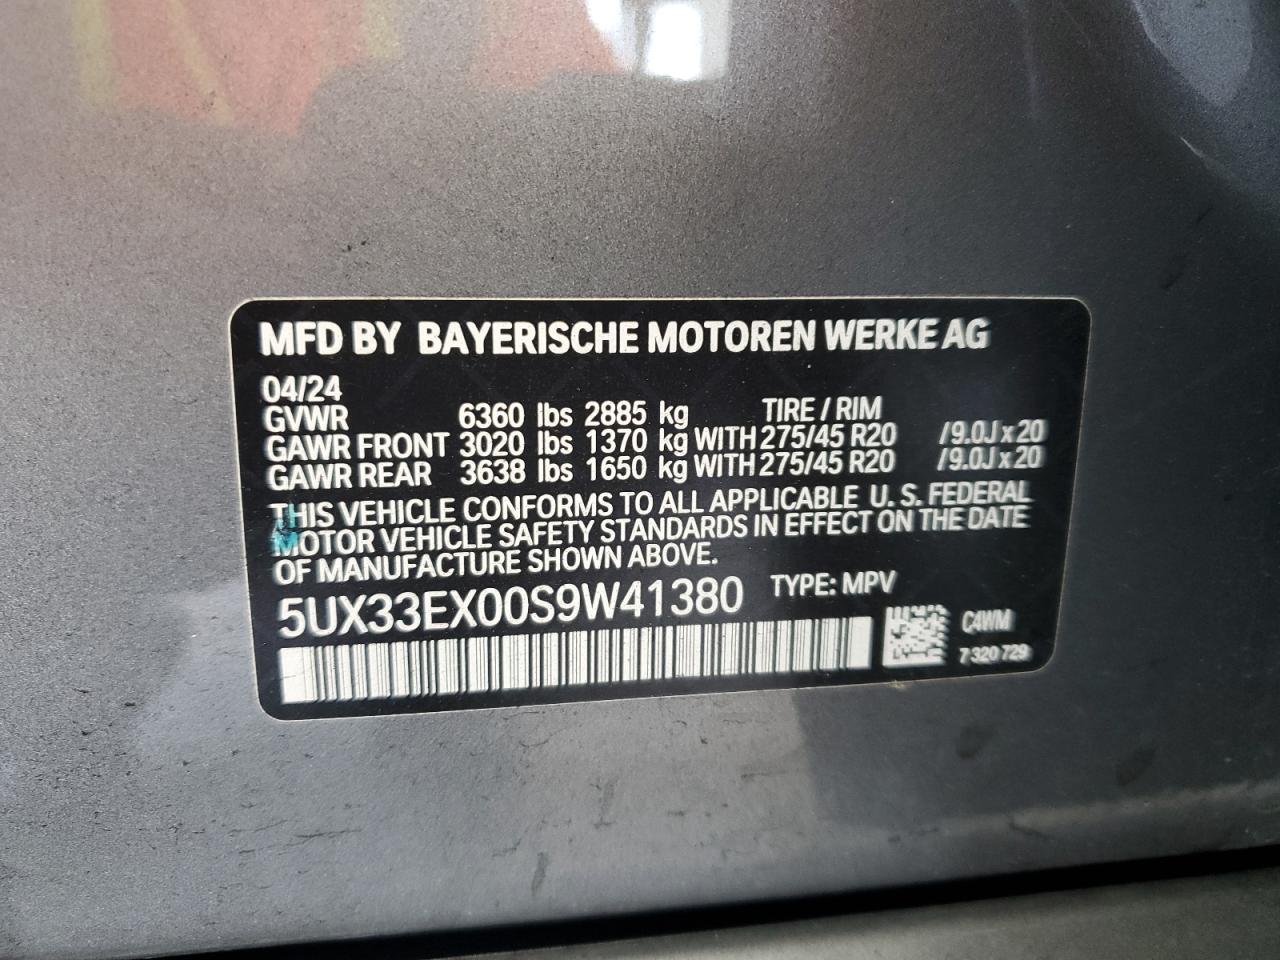 MFD BY BAYERISCHE MOTOREN WERKE AG
04/24
GVWR 6360 lbs 2885 kg TIRE / RIM
GAWR FRONT 3020 lbs 1370 kg WITH 275/45 R20 /9.0J x 20
GAWR REAR 3638 lbs 1650 kg WITH 275/45 R20 /9.0J x 20
THIS VEHICLE CONFORMS TO ALL APPLICABLE U. S. FEDERAL
MOTOR VEHICLE SAFETY STANDARDS IN EFFECT ON THE DATE
OF MANUFACTURE SHOWN ABOVE.
5UX33EX00S9W41380 TYPE: MPV
C4WM
7 320 729